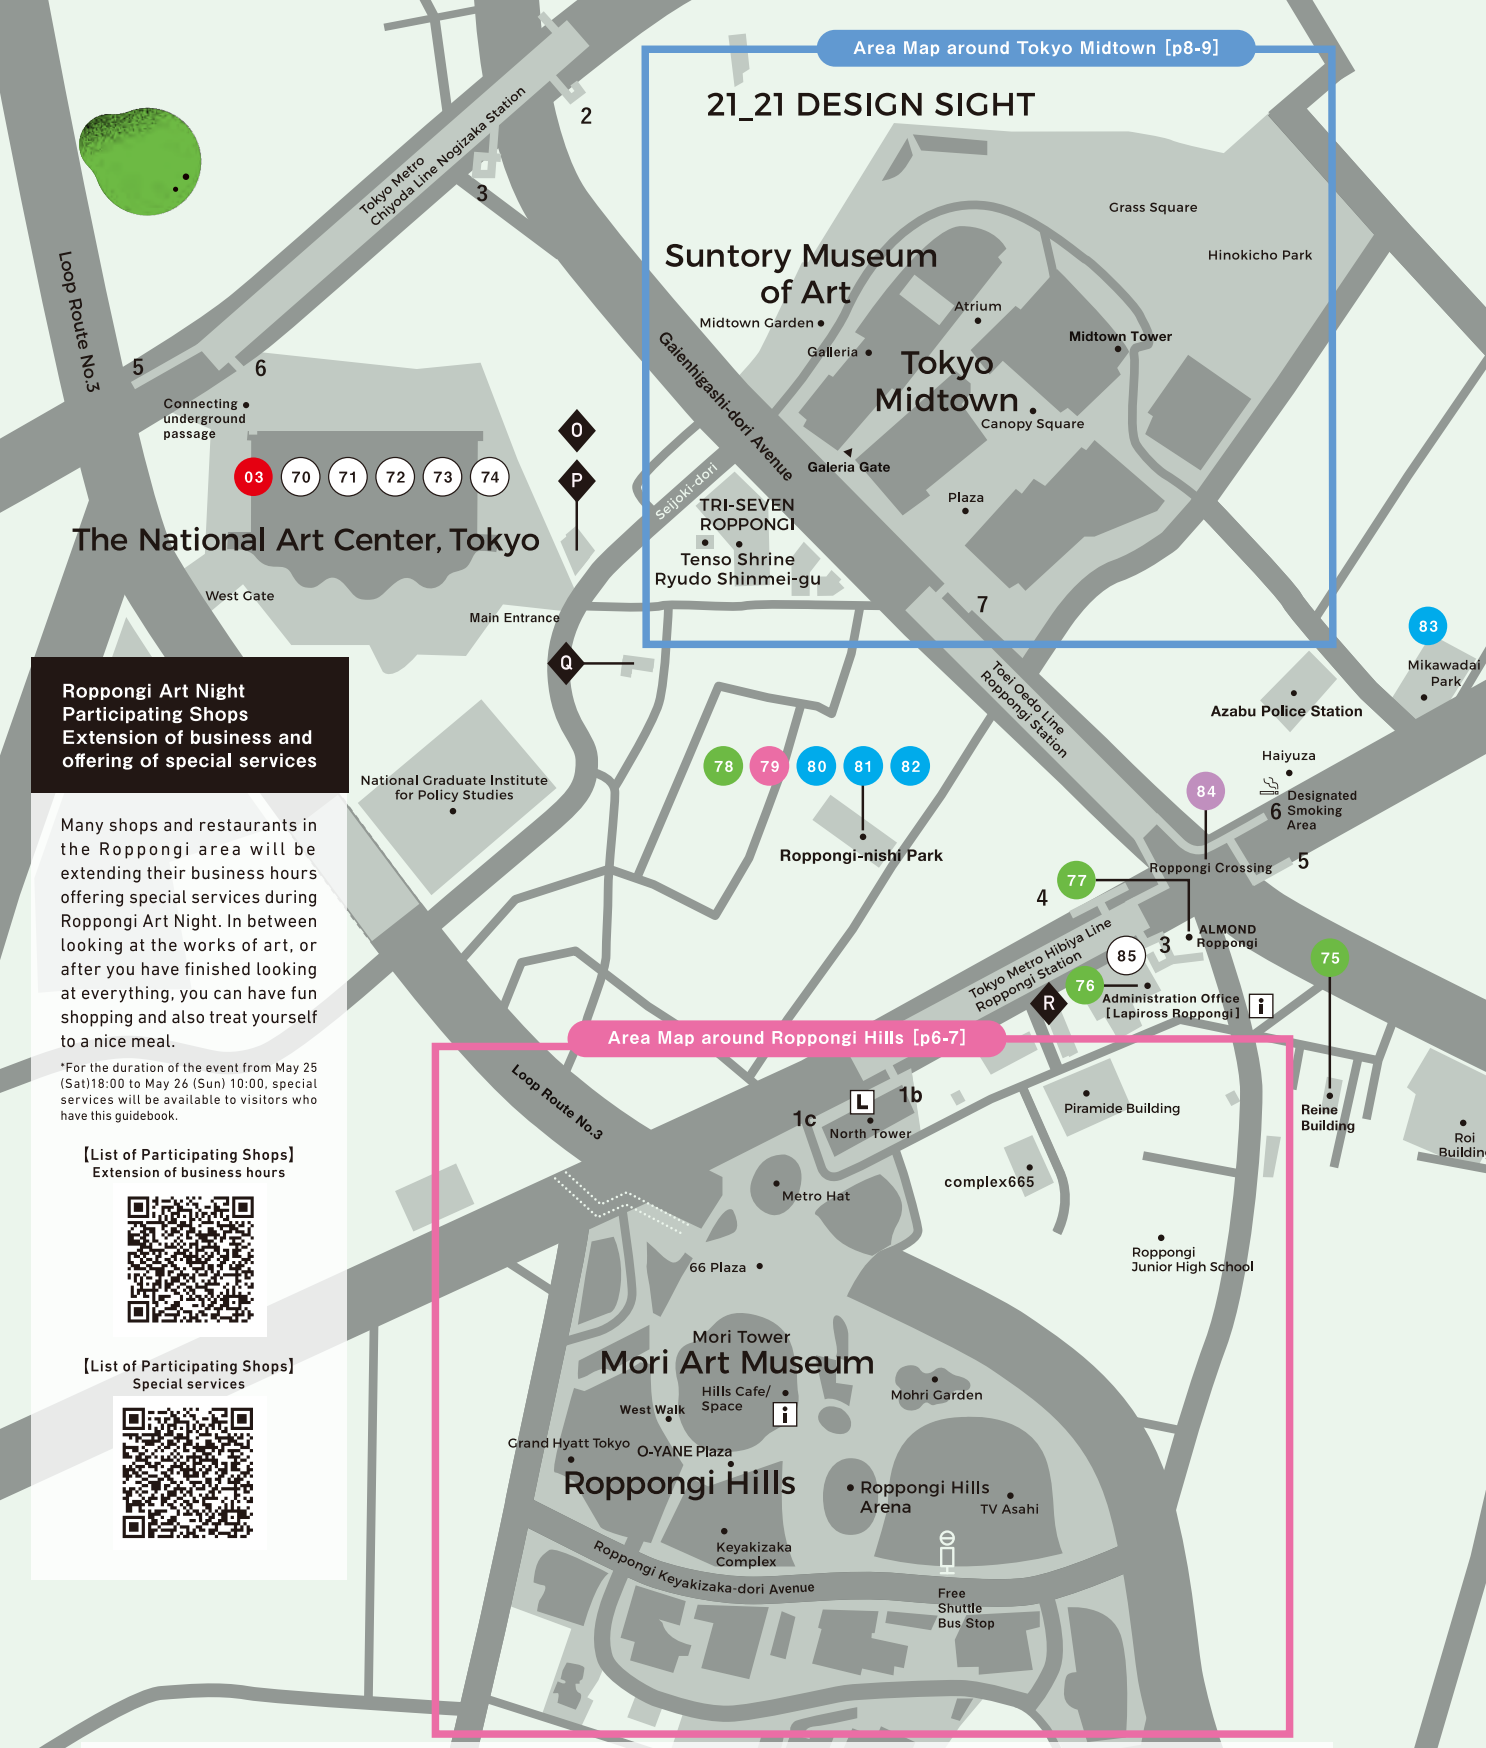 Area Map around Tokyo Midtown [p8-9]
21_21 DESIGN SIGHT
2
Tokyo Metro
Chiyoda Line Nogizaka Station
3
Grass Square
Hinokicho Park
Suntory Museum
of Art
Loop Route No.3
Atrium
Midtown Garden
Midtown Tower
Galleria
Gaienhigashi-dori Avenue
Tokyo
Midtown
5
6
Connecting
underground
passage
Canopy Square
O
03
70
71
72
73
74
P
Galeria Gate
Seijoki-dori
Plaza
TRI-SEVEN
ROPPONGI
The National Art Center, Tokyo
Tenso Shrine
Ryudo Shinmei-gu
West Gate
Main Entrance
7
83
Q
Mikawadai
Park
Toei Oedo Line
Roppongi Station
Azabu Police Station
Roppongi Art Night
Participating Shops
Extension of business and
offering of special services
Haiyuza
78
79
80
81
82
National Graduate Institute
for Policy Studies
84
6
Designated
Smoking
Area
Many shops and restaurants in
the Roppongi area will be
extending their business hours
offering special services during
Roppongi Art Night. In between
looking at the works of art, or
after you have finished looking
at everything, you can have fun
shopping and also treat yourself
to a nice meal.
*For the duration of the event from May 25
(Sat)18:00 to May 26 (Sun) 10:00, special
services will be available to visitors who
have this guidebook.
Roppongi-nishi Park
Roppongi Crossing
5
77
4
ALMOND
Roppongi
Tokyo Metro Hibiya Line
Roppongi Station
3
85
75
76
R
Administration Office
[Lapiross Roppongi]
i
Area Map around Roppongi Hills [p6-7]
Loop Route No.3
1b
L
1c
North Tower
Piramide Building
Reine
Building
Roi
Buildin
【List of Participating Shops】
Extension of business hours
Metro Hat
complex665
Roppongi
Junior High School
66 Plaza
【List of Participating Shops】
Special services
Mori Tower
Mori Art Museum
Hills Cafe/
Space
i
West Walk
Mohri Garden
Grand Hyatt Tokyo
O-YANE Plaza
Roppongi Hills
Roppongi Hills
Arena
TV Asahi
Keyakizaka
Complex
Roppongi Keyakizaka-dori Avenue
Free
Shuttle
Bus Stop